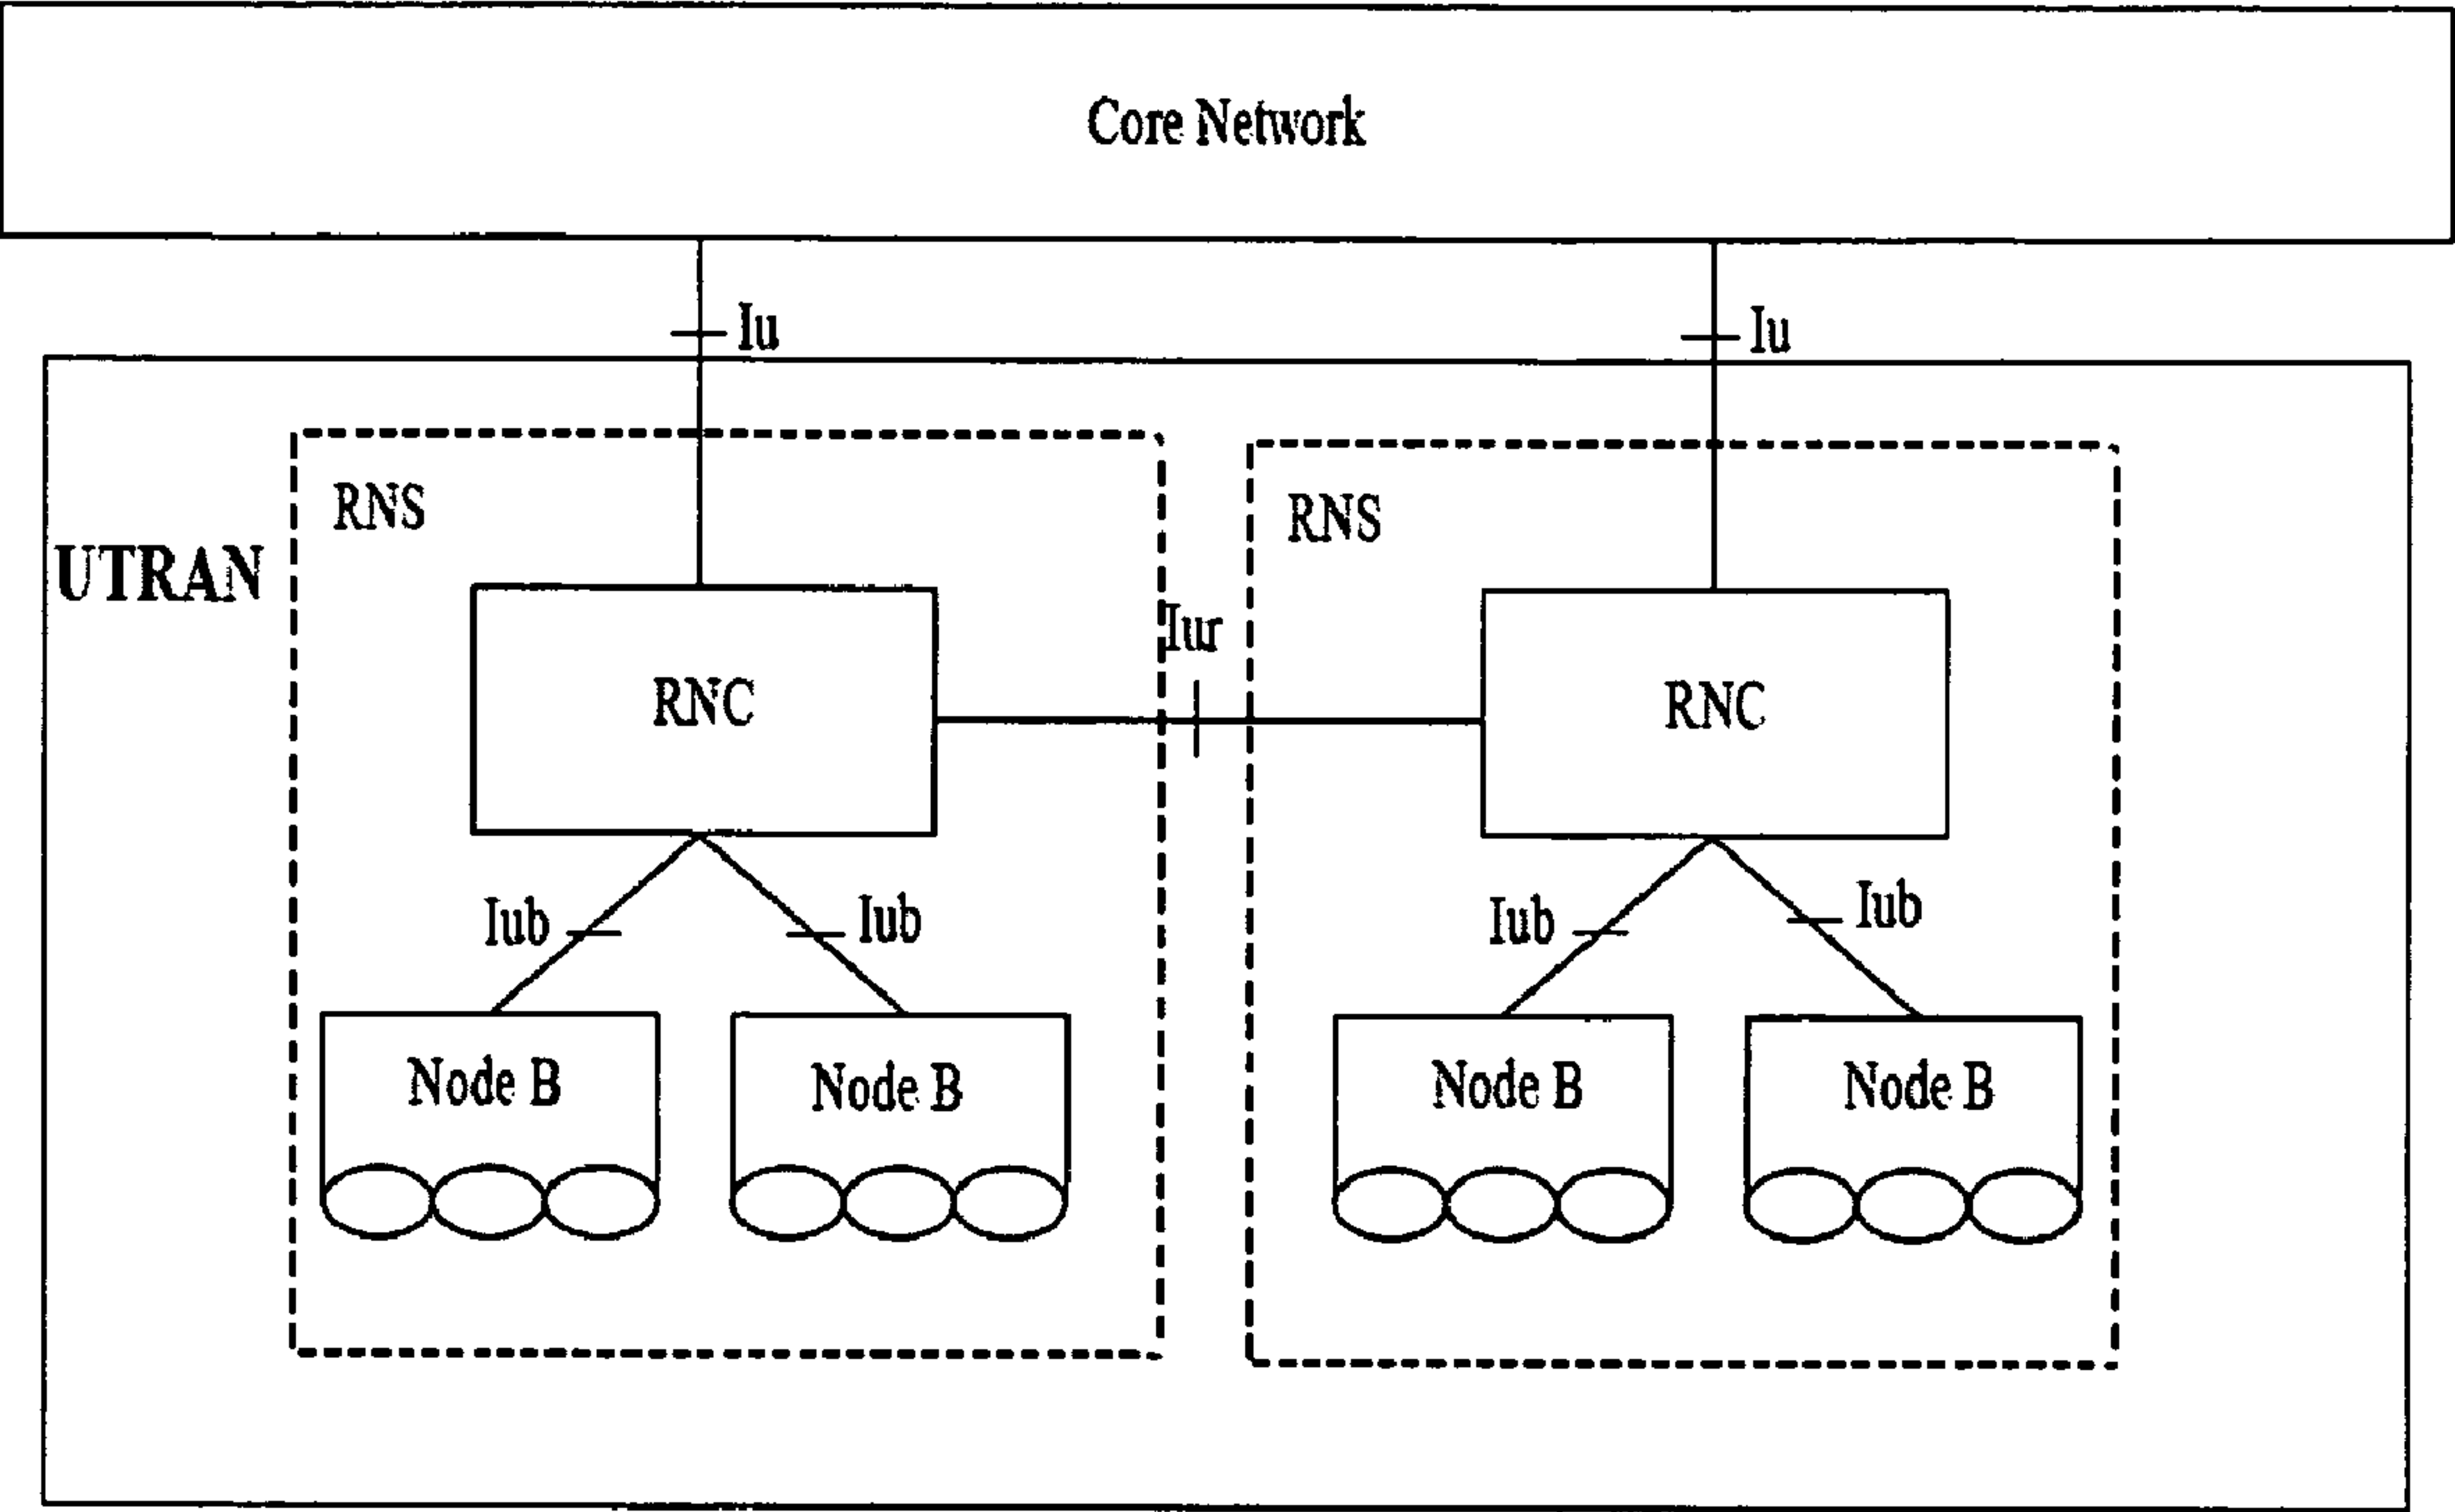 Core Network
Iu
Iu
RNS
RNS
UTRAN
Iur
RNC
RNC
Iub
Iub
Iub
Iub
Node B
Node B
Node B
Node B